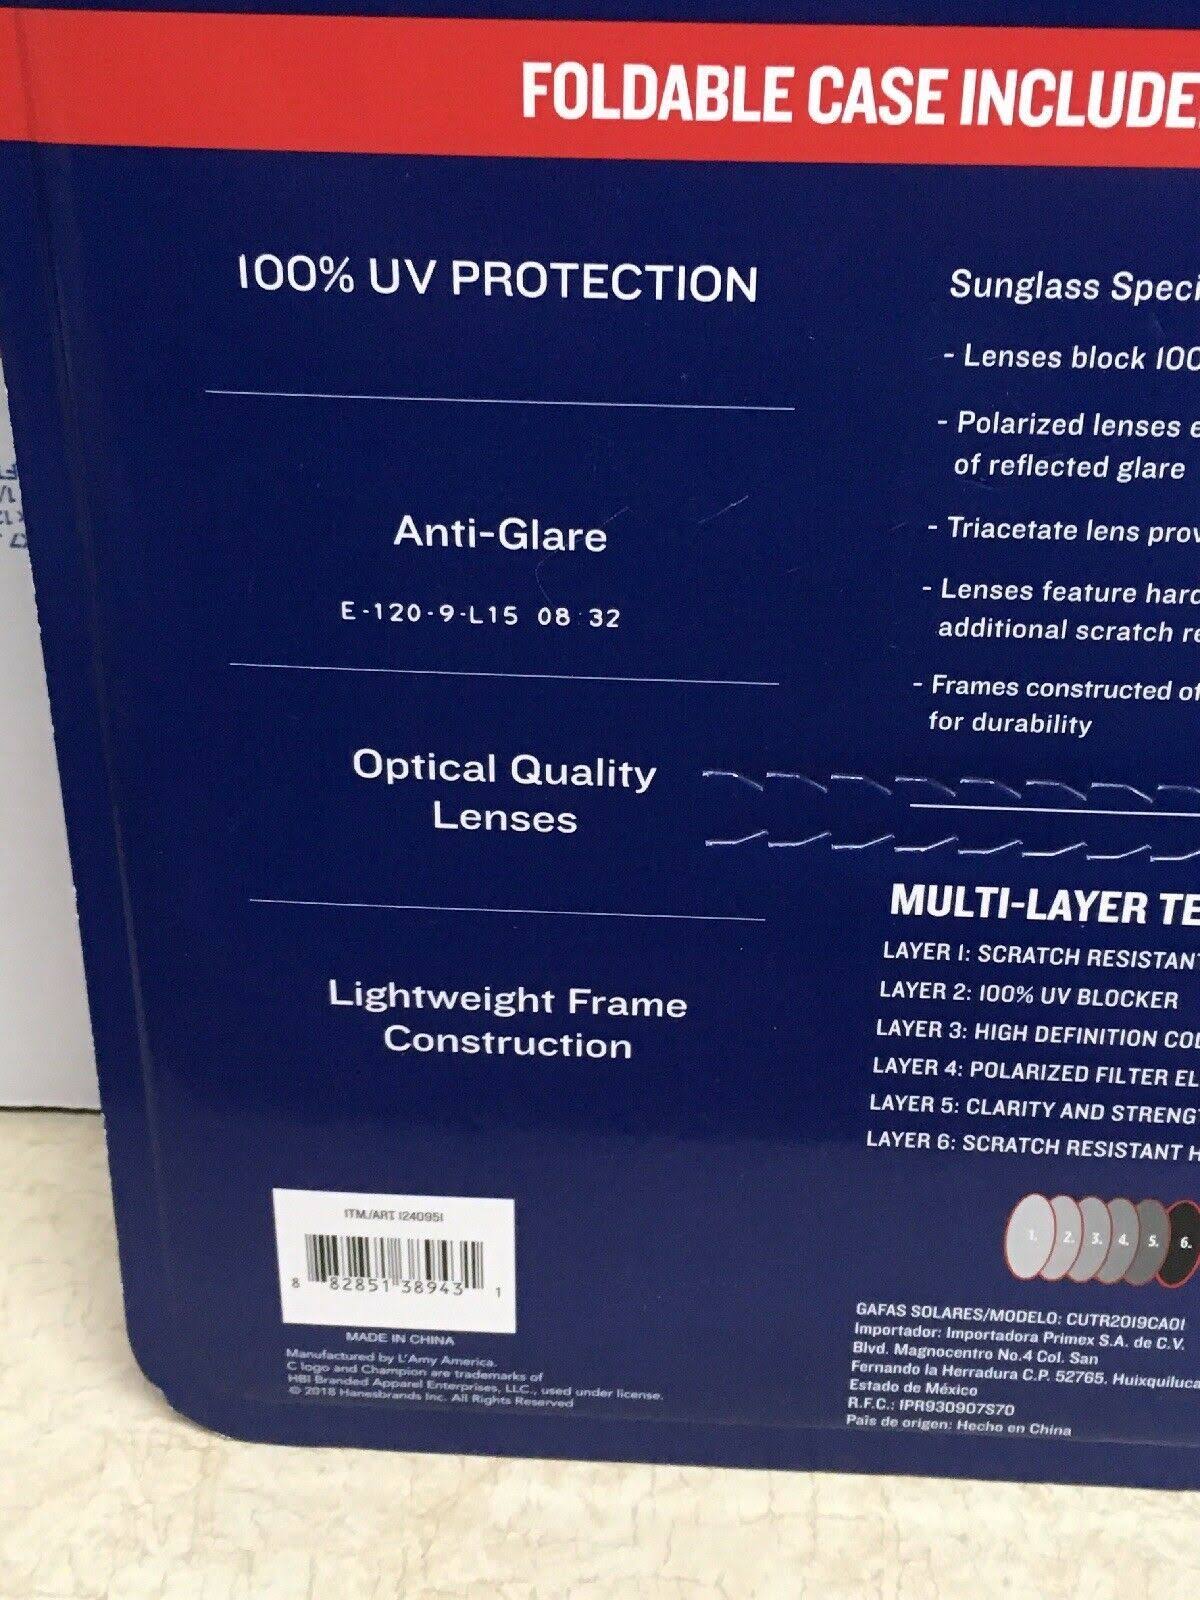 FOLDABLE CASE INCLUDE
100% UV PROTECTION
Anti-Glare
E-120-9-L15 08:32
Optical Quality
Lenses
Lightweight Frame
Construction
Sunglass Speci
- Lenses block 100
- Polarized lenses e
of reflected glare
- Triacetate lens prov
- Lenses feature hard
additional scratch re
- Frames constructed of
for durability
MULTI-LAYER TE
LAYER 1: SCRATCH RESISTANT
LAYER 2: 100% UV BLOCKER
LAYER 3: HIGH DEFINITION COL
LAYER 4: POLARIZED FILTER EL
LAYER 5: CLARITY AND STRENGT
LAYER 6: SCRATCH RESISTANT H
1. 2. 3. 4. 5. 6.
ITM./ART 1240951
8 82851 38943 1
MADE IN CHINA
Manufactured by L'Amy America.
C logo and Champion are trademarks of
HBI Branded Apparel Enterprises, LLC., used under license.
© 2018 Hanesbrands Inc. All Rights Reserved
GAFAS SOLARES/MODELO: CUTR2019CA01
Importador: Importadora Primex S.A. de C.V.
Blvd. Magnocentro No.4 Col. San
Fernando la Herradura C.P. 52765. Huixquiluca
Estado de México
R.F.C.: IPR930907S70
Pais de origen: Hecho en China